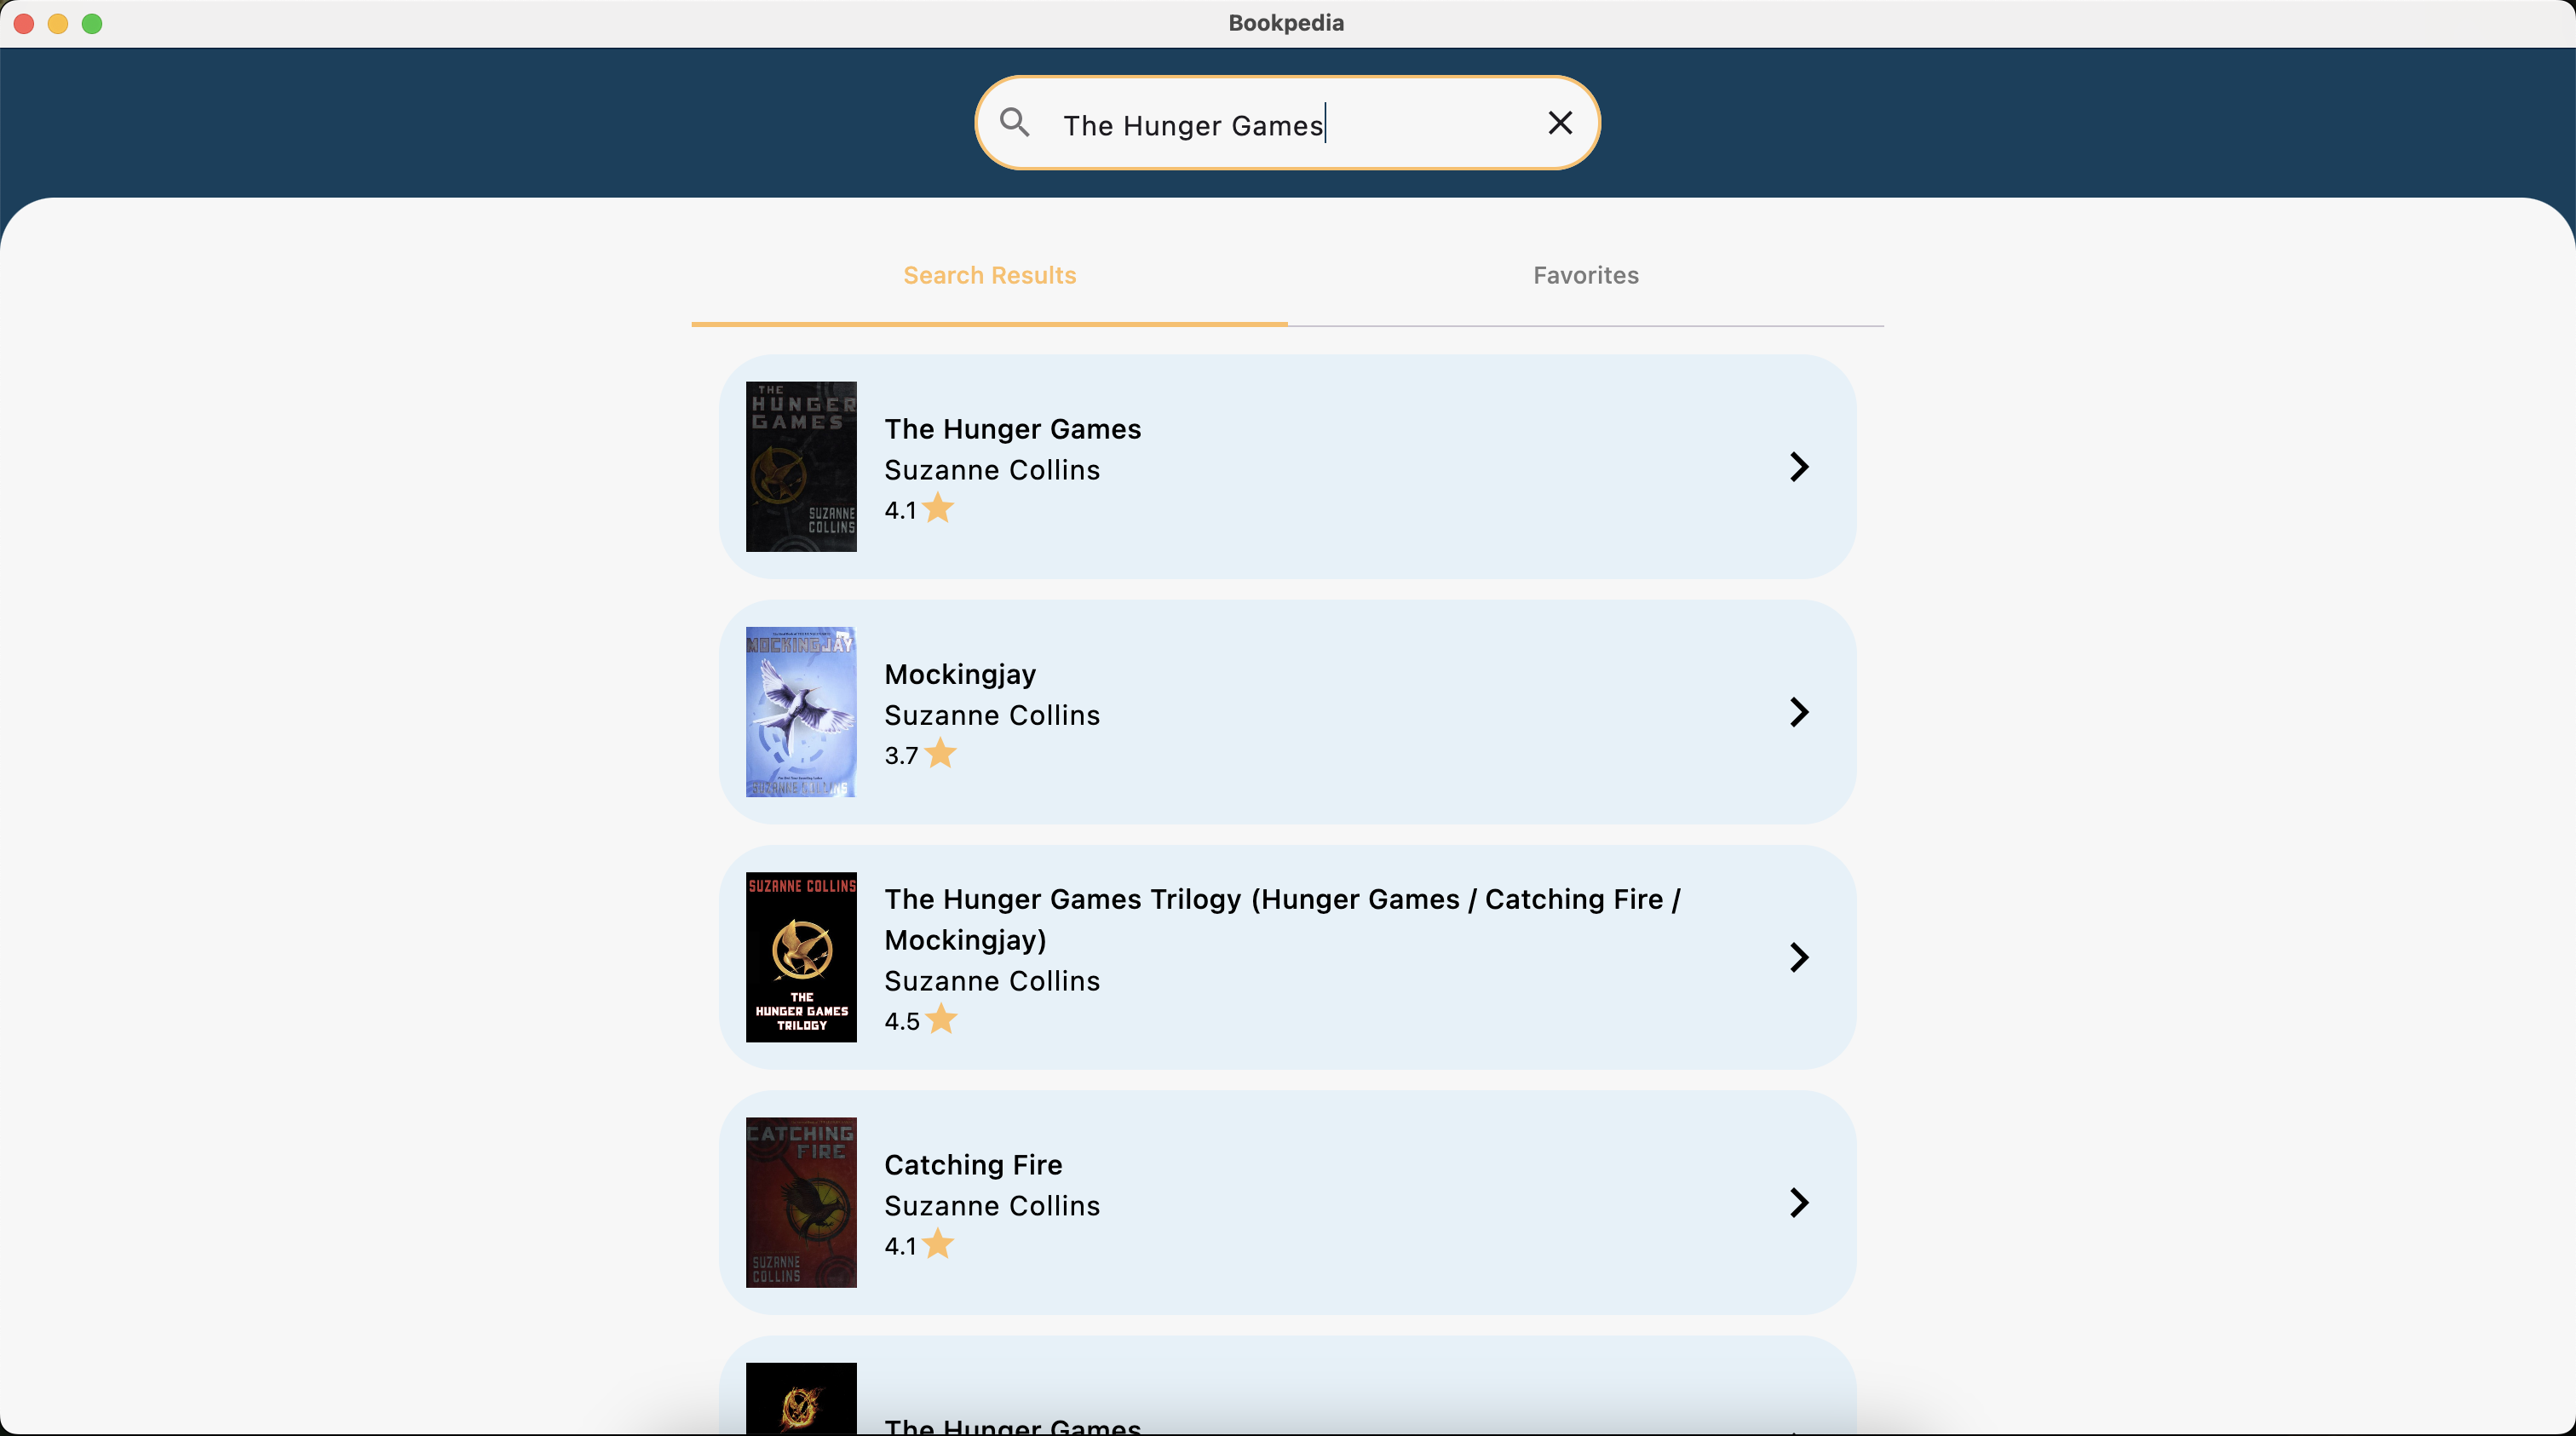 Bookpedia
The Hunger Games
Search Results
Favorites
THE
HUNGER
GAMES
SUZANNE
COLLINS
The Hunger Games
Suzanne Collins
4.1
MOCKINGJAY
SUZANNE COLLINS
Mockingjay
Suzanne Collins
3.7
SUZANNE COLLINS
THE
HUNGER GAMES
TRILOGY
The Hunger Games Trilogy (Hunger Games / Catching Fire /
Mockingjay)
Suzanne Collins
4.5
CATCHING
FIRE
SUZANNE
COLLINS
Catching Fire
Suzanne Collins
4.1
The Hunger Games